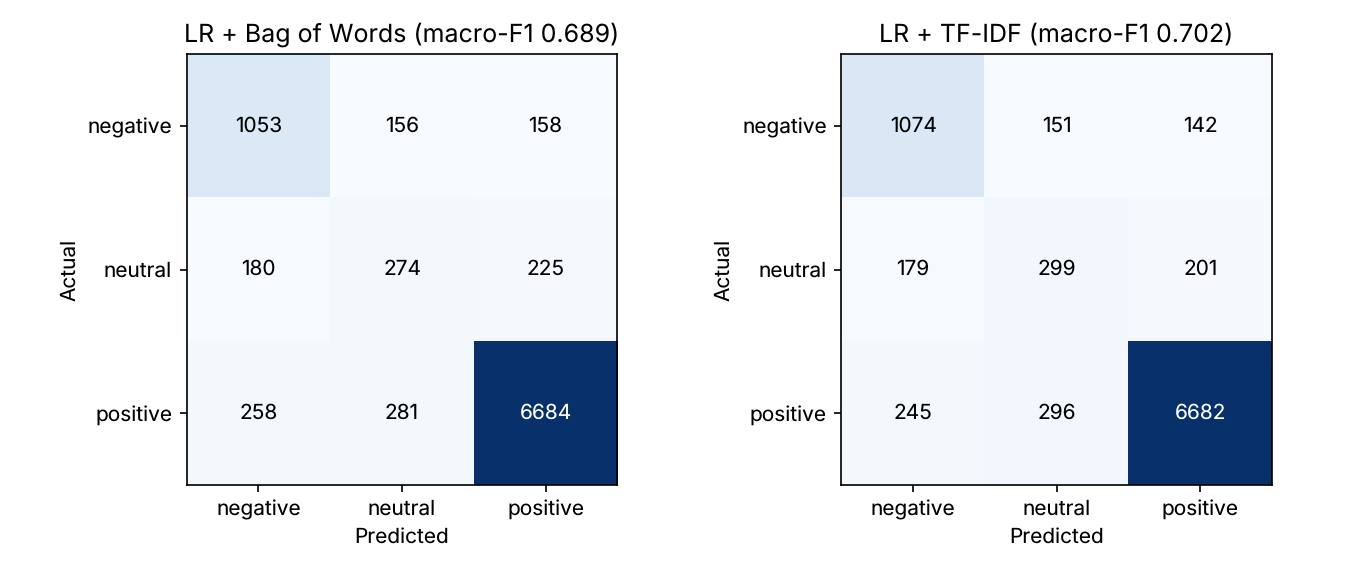 LR + Bag of Words (macro-F1 0.689)
negative 1053 156 158
neutral 180 274 225
positive 258 281 6684
negative neutral positive
Predicted
Actual
LR + TF-IDF (macro-F1 0.702)
negative 1074 151 142
neutral 179 299 201
positive 245 296 6682
negative neutral positive
Predicted
Actual